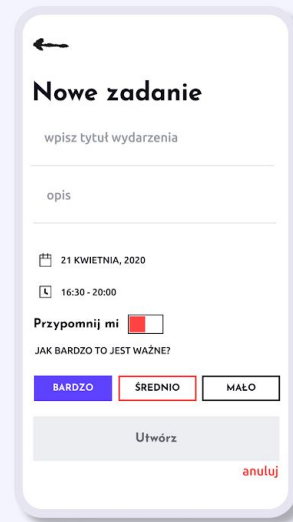 Nowe zadanie
wpisz tytuł wydarzenia
opis
21 KWIETNIA, 2020
16:30 - 20:00
Przypomnij mi
JAK BARDZO TO JEST WAŻNE?
BARDZO ŚREDNIO MAŁO
Utwórz
anuluj